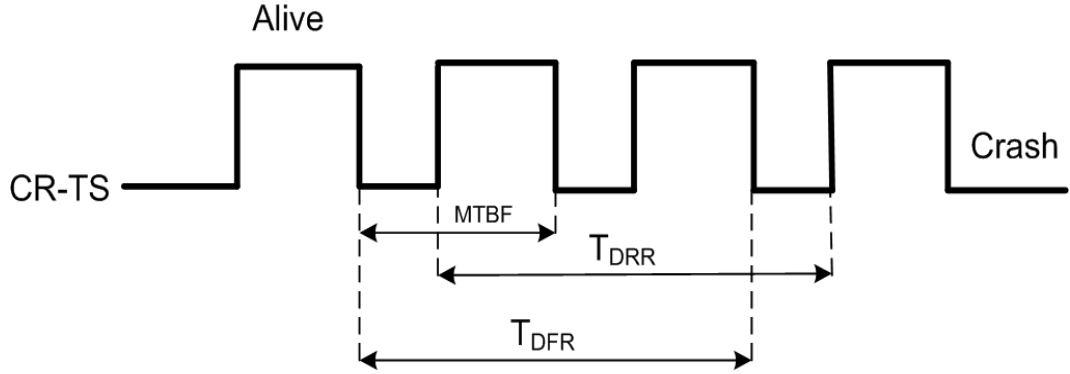 Alive
Crash
CR-TS
MTBF
TDRR
TDFR